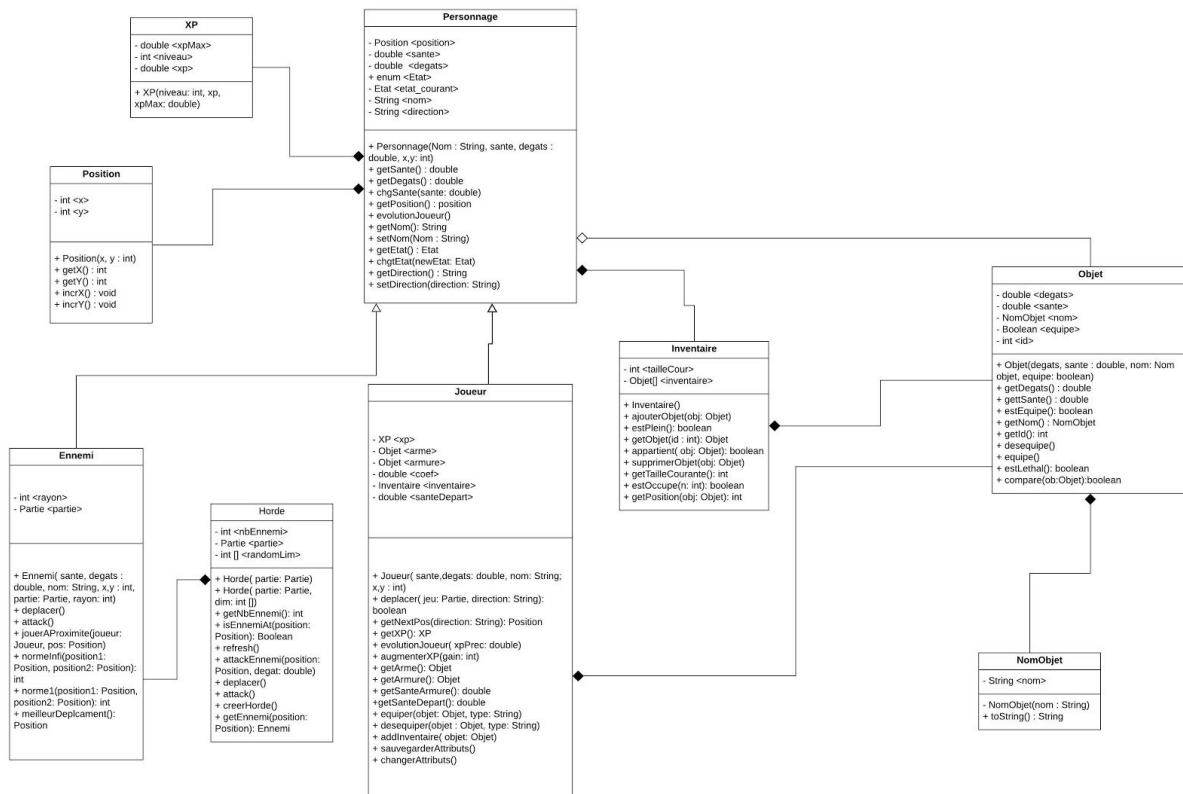 XP
- double <xpMax>
- int <niveau>
- double <xp>
+ XP(niveau: int, xp,
xpMax: double)
Personnage
- Position <position>
- double <sante>
- double  <degats>
+ enum <Etat>
- Etat <etat_courant>
- String <nom>
- String <direction>
+ Personnage(Nom : String, sante, degats :
double, x,y: int)
+ getSante() : double
+ getDegats() : double
+ chgSante(sante: double)
+ getPosition() : position
+ evolutionJoueur()
+ getNom(): String
+ setNom(Nom : String)
+ getEtat() : Etat
+ chgtEtat(newEtat: Etat)
+ getDirection() : String
+ setDirection(direction: String)
Position
- int <x>
- int <y>
+ Position(x, y : int)
+ getX() : int
+ getY() : int
+ incrX() : void
+ incrY() : void
Objet
- double <degats>
- double <sante>
- NomObjet <nom>
- Boolean <equipe>
- int <id>
+ Objet(degats, sante : double, nom: Nom
objet, equipe: boolean)
+ getDegats() : double
+ gettSante() : double
+ estEquipe(): boolean
+ getNom() : NomObjet
+ getId(): int
+ desequipe()
+ equipe()
+ estLethal(): boolean
+ compare(ob:Objet):boolean
Inventaire
- int <tailleCour>
- Objet[] <inventaire>
+ Inventaire()
+ ajouterObjet(obj: Objet)
+ estPlein(): boolean
+ getObjet(id : int): Objet
+ appartient( obj: Objet): boolean
+ supprimerObjet(obj: Objet)
+ getTailleCourante(): int
+ estOccupe(n: int): boolean
+ getPosition(obj: Objet): int
Joueur
- XP <xp>
- Objet <arme>
- Objet <armure>
- double <coef>
- Inventaire <inventaire>
- double <santeDepart>
+ Joueur( sante,degats: double, nom: String;
x,y : int)
+ deplacer( jeu: Partie, direction: String):
boolean
+ getNextPos(direction: String): Position
+ getXP(): XP
+ evolutionJoueur( xpPrec: double)
+ augmenterXP(gain: int)
+ getArme(): Objet
+ getArmure(): Objet
+ getSanteArmure(): double
+getSanteDepart(): double
+ equiper(objet: Objet, type: String)
+ desequiper(objet : Objet, type: String)
+ addInventaire( objet: Objet)
+ sauvegarderAttributs()
+ changerAttributs()
Ennemi
- int <rayon>
- Partie <partie>
+ Ennemi( sante, degats :
double, nom: String, x,y : int,
partie: Partie, rayon: int)
+ deplacer()
+ attack()
+ jouerAProximite(joueur:
Joueur, pos: Position)
+ normeInfi(position1:
Position, position2: Position):
int
+ norme1(position1: Position,
position2: Position): int
+ meilleurDeplcament():
Position
Horde
- int <nbEnnemi>
- Partie <partie>
- int [] <randomLim>
+ Horde( partie: Partie)
+ Horde( partie: Partie,
dim: int [])
+ getNbEnnemi(): int
+ isEnnemiAt(position:
Position): Boolean
+ refresh()
+ attackEnnemi(position:
Position, degat: double)
+ deplacer()
+ attack()
+ creerHorde()
+ getEnnemi(position:
Position): Ennemi
NomObjet
- String <nom>
- NomObjet(nom : String)
+ toString() : String